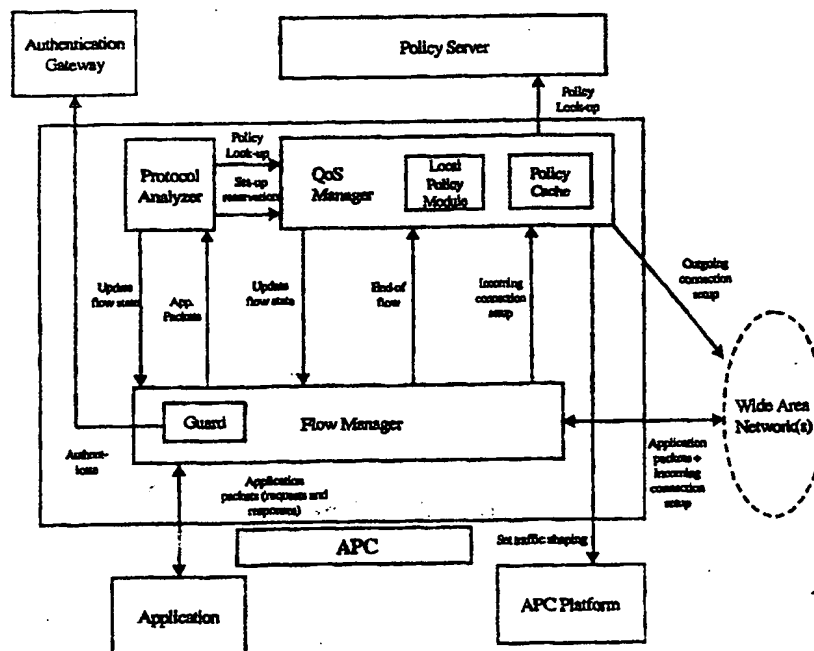 Authentication
Gateway
Policy Server
Policy
Look-up
Policy
Look-up
Protocol
Analyzer
Set-up
reservation
QoS
Manager
Local
Policy
Module
Policy
Cache
Outgoing
connection
setup
Update
flow state
App.
Packets
Update
flow state
End-of
flow
Incoming
connection
setup
Guard
Flow Manager
Wide Area
Network(s)
Authent-
icate
Application
packets (requests and
responses)
Application
packets +
incoming
connection
setup
APC
Set traffic shaping
Application
APC Platform